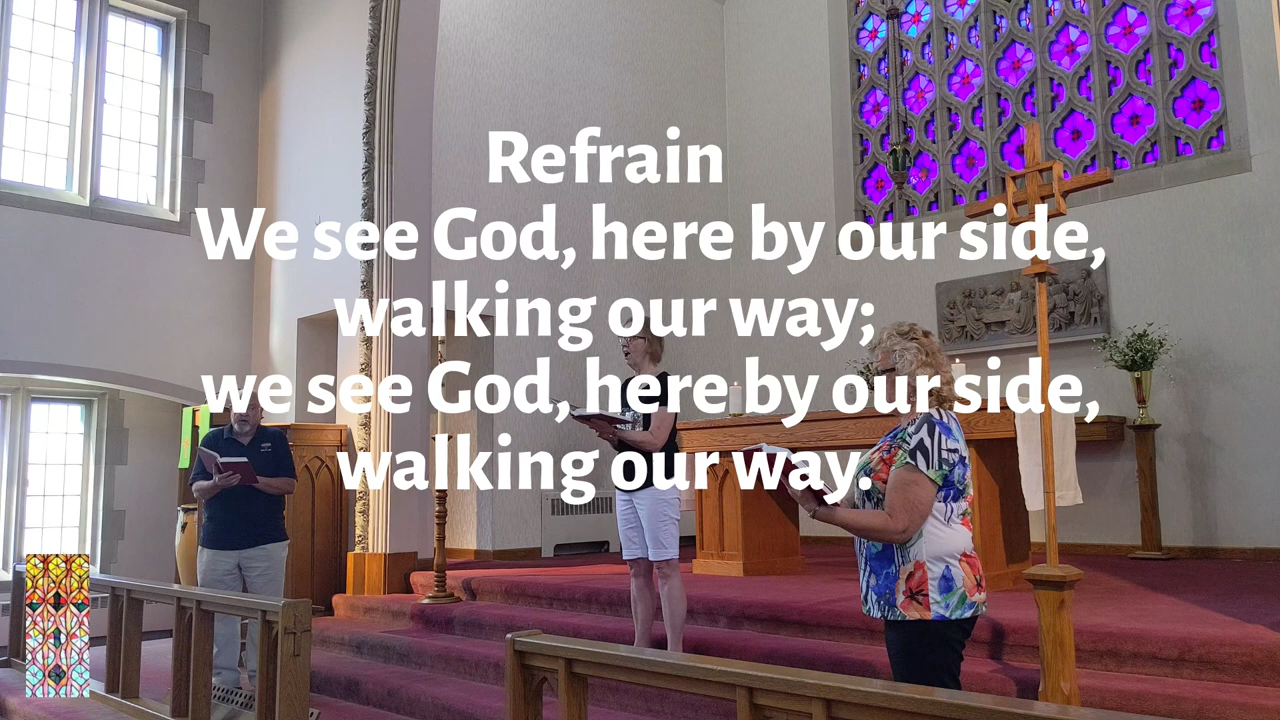 Refrain
We see God, here by our side,
walking our way;
we see God, here by our side,
walking our way.